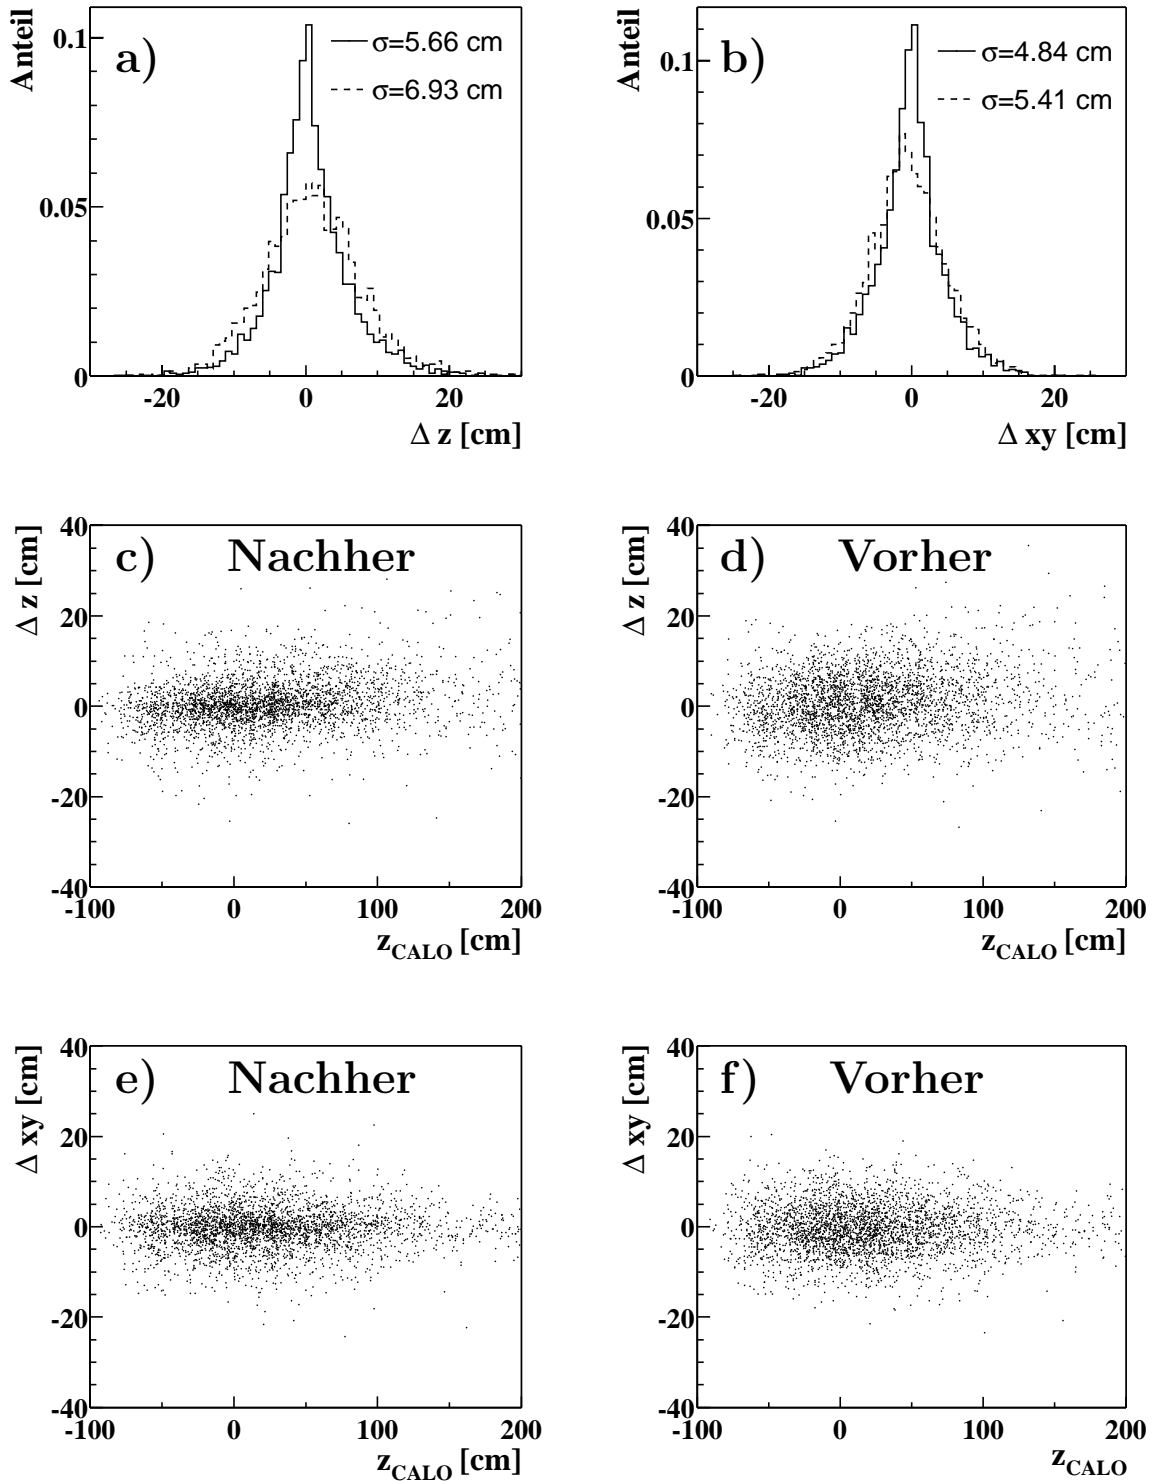 Anteil
a)
σ=5.66 cm
σ=6.93 cm
0.1
0.05
0
-20 0 20
Δ z [cm]
Anteil
b)
σ=4.84 cm
σ=5.41 cm
0.1
0.05
0
-20 0 20
Δ xy [cm]
Δ z [cm]
c) Nachher
40
20
0
-20
-40
-100 0 100 200
z_CALO [cm]
Δ z [cm]
d) Vorher
40
20
0
-20
-40
-100 0 100 200
z_CALO [cm]
Δ xy [cm]
e) Nachher
40
20
0
-20
-40
-100 0 100 200
z_CALO [cm]
Δ xy [cm]
f) Vorher
40
20
0
-20
-40
-100 0 100 200
z_CALO